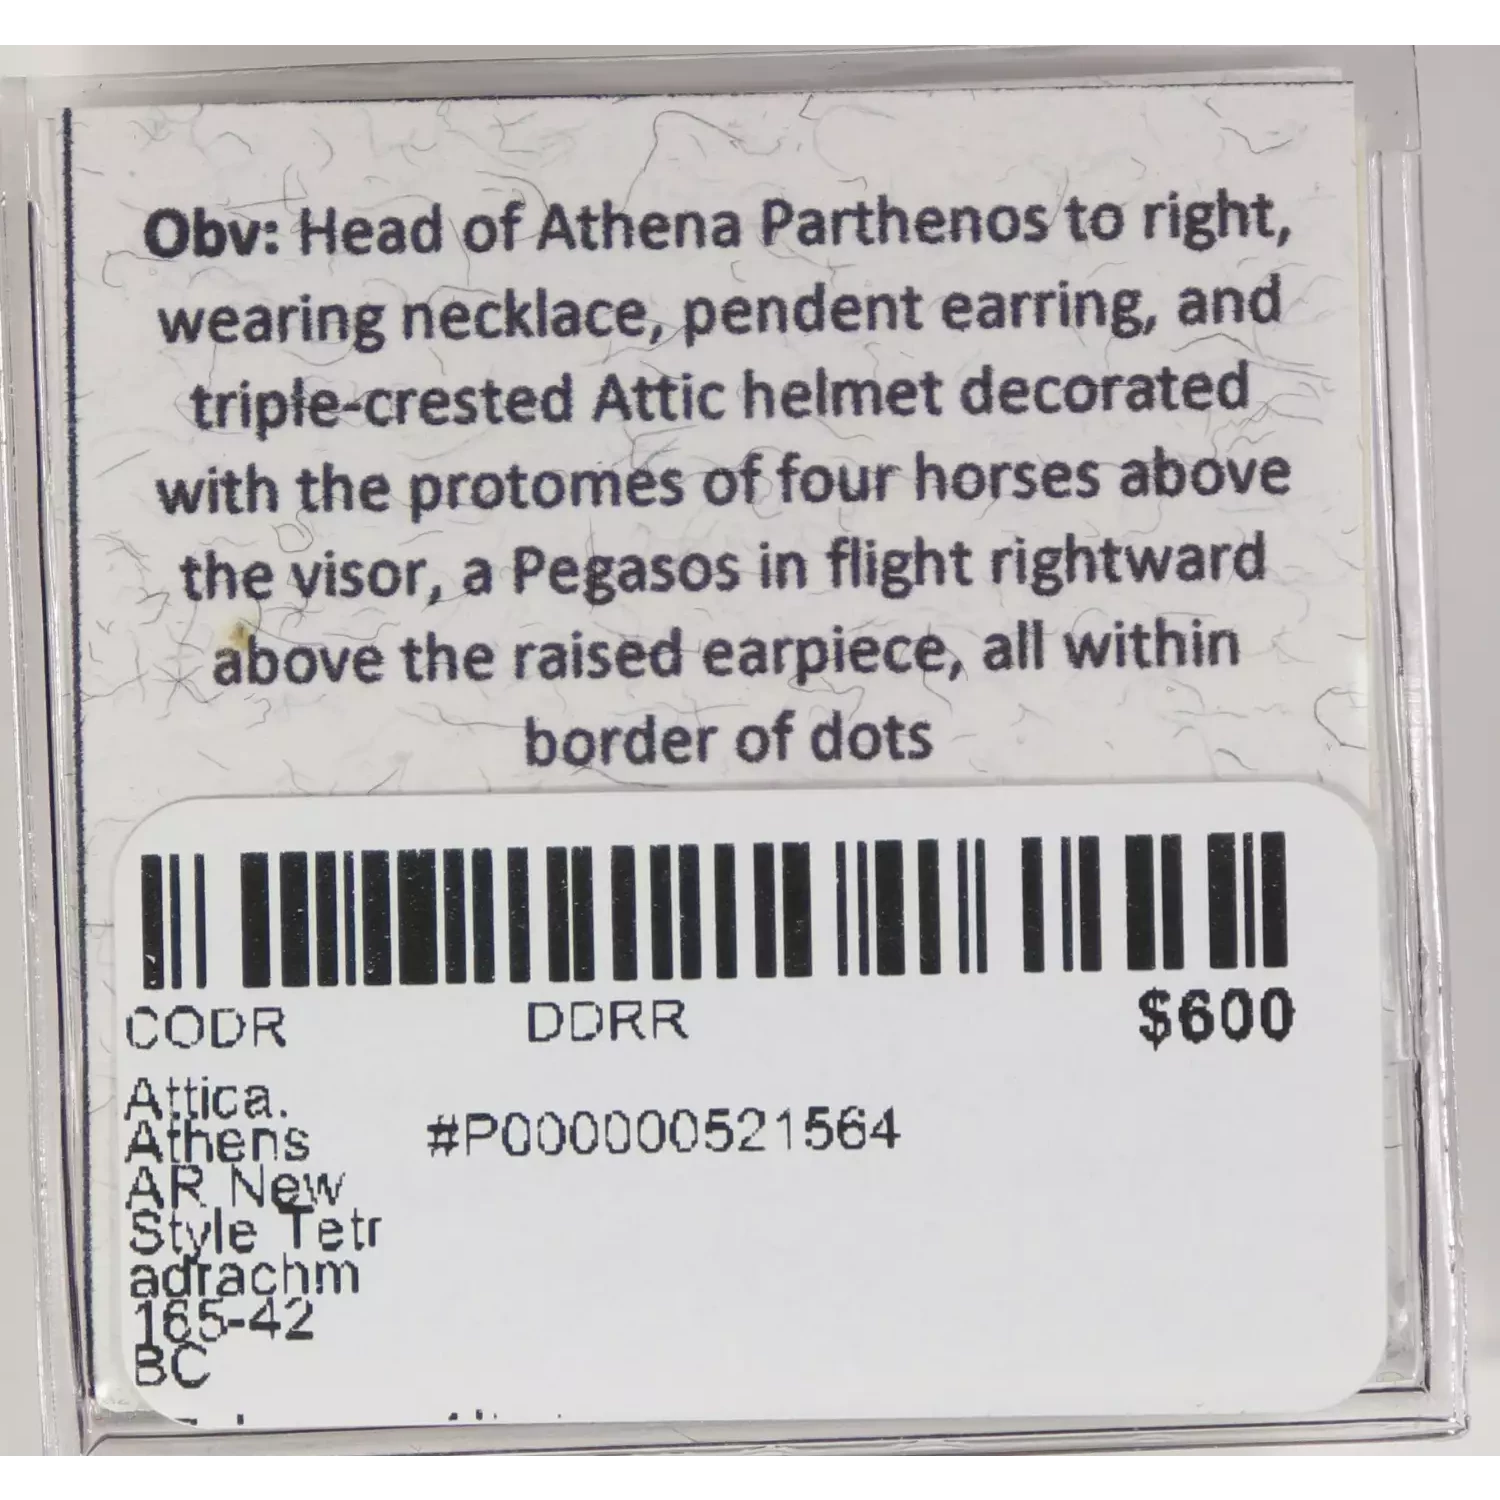 Obv: Head of Athena Parthenos to right,
wearing necklace, pendent earring, and
triple-crested Attic helmet decorated
with the protomes of four horses above
the visor, a Pegasos in flight rightward
above the raised earpiece, all within
border of dots
CODR DDRR $600
Attica.
Athens #P000000521564
AR New
Style Tetr
adrachm
165-42
BC